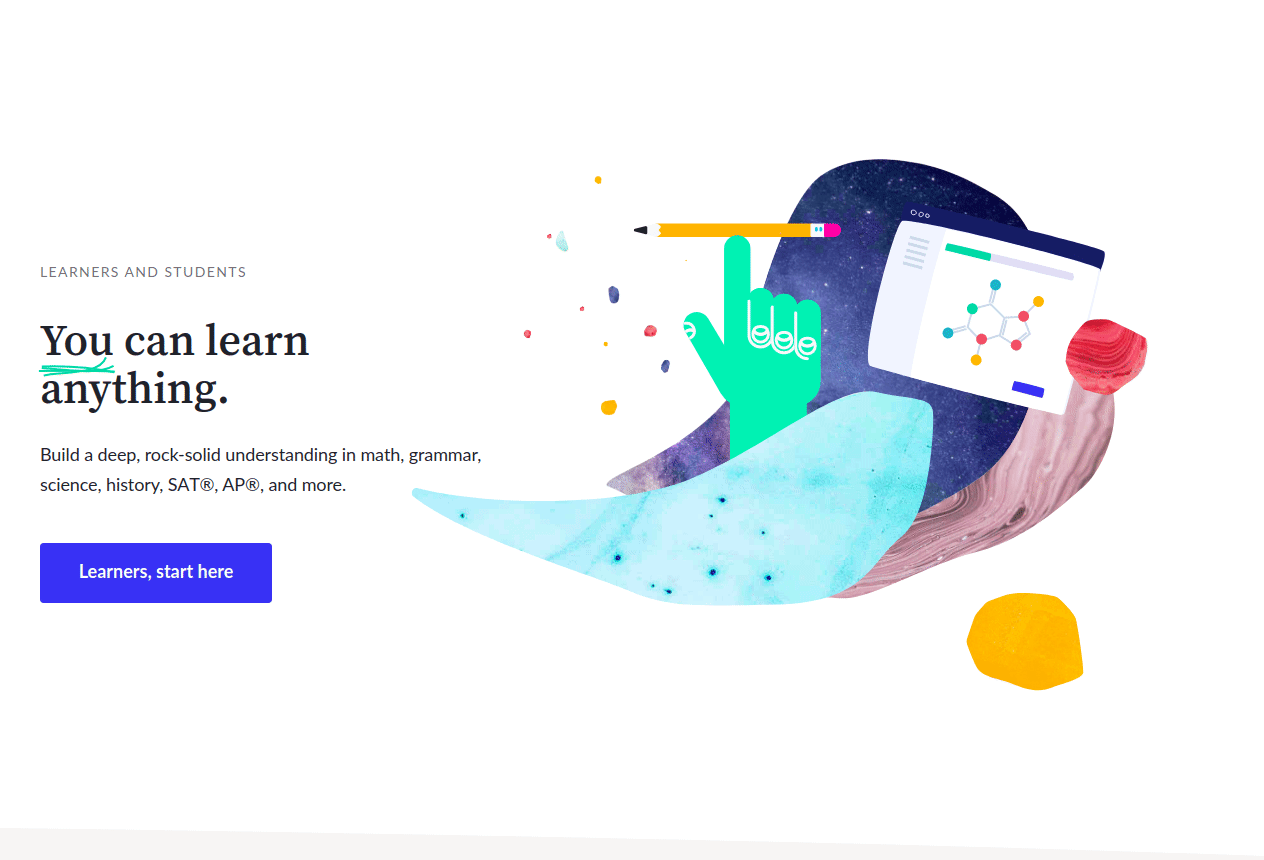 LEARNERS AND STUDENTS
You can learn
anything.
Build a deep, rock-solid understanding in math, grammar,
science, history, SAT®, AP®, and more.
Learners, start here